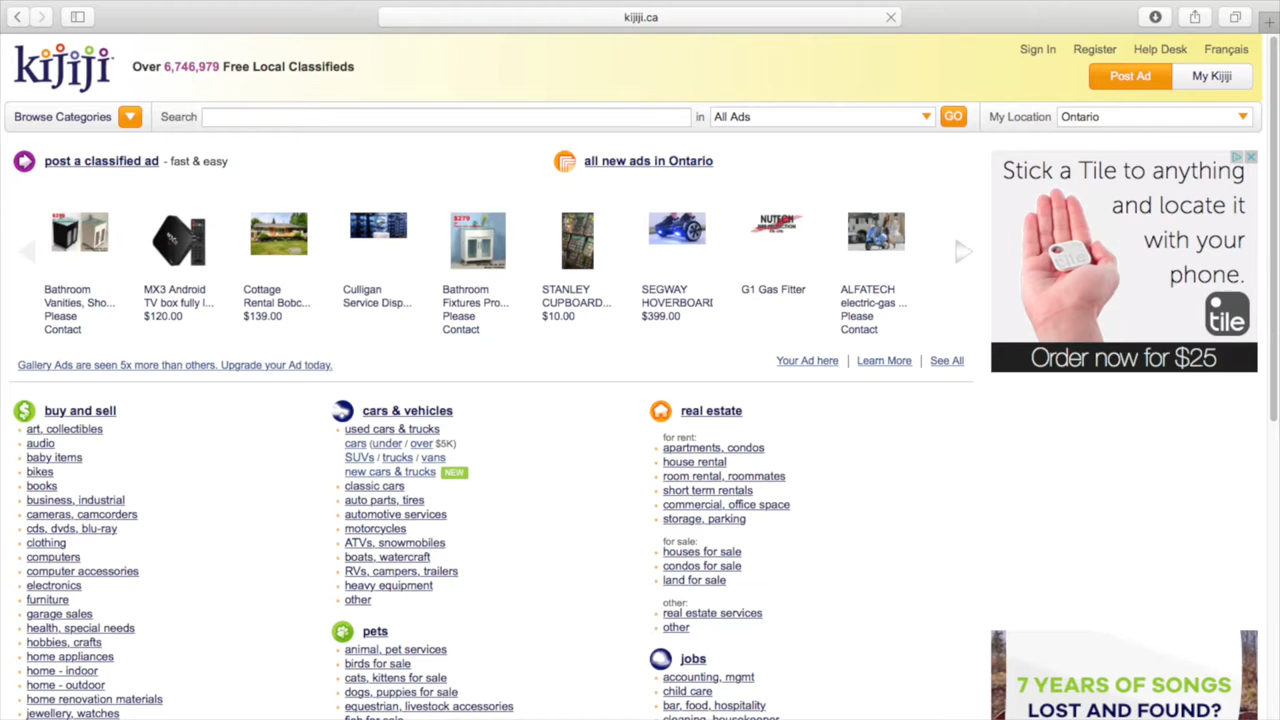 kijiji.ca
kijiji
Over 6,746,979 Free Local Classifieds
Sign In
Register
Help Desk
Français
Post Ad
My Kijiji
Browse Categories
Search
in
All Ads
GO
My Location
Ontario
post a classified ad - fast & easy
all new ads in Ontario
Bathroom
Vanities, Sho...
Please
Contact
MX3 Android
TV box fully l...
$120.00
Cottage
Rental Bobc...
$139.00
Culligan
Service Disp...
$279
Bathroom
Fixtures Pro...
Please
Contact
STANLEY
CUPBOARD...
$10.00
SEGWAY
HOVERBOARI
$399.00
NUTECH
G1 Gas Fitter
ALFATECH
electric-gas ...
Please
Contact
Gallery Ads are seen 5x more than others. Upgrade your Ad today.
Your Ad here | Learn More | See All
Stick a Tile to anything
and locate it
with your
phone.
tile
Order now for $25
buy and sell
art, collectibles
audio
baby items
bikes
books
business, industrial
cameras, camcorders
cds, dvds, blu-ray
clothing
computers
computer accessories
electronics
furniture
garage sales
health, special needs
hobbies, crafts
home appliances
home - indoor
home - outdoor
home renovation materials
jewellery, watches
cars & vehicles
used cars & trucks
cars (under / over $5K)
SUVs / trucks / vans
new cars & trucks NEW
classic cars
auto parts, tires
automotive services
motorcycles
ATVs, snowmobiles
boats, watercraft
RVs, campers, trailers
heavy equipment
other
pets
animal, pet services
birds for sale
cats, kittens for sale
dogs, puppies for sale
equestrian, livestock accessories
fish for sale
real estate
for rent:
apartments, condos
house rental
room rental, roommates
short term rentals
commercial, office space
storage, parking
for sale:
houses for sale
condos for sale
land for sale
other:
real estate services
other
jobs
accounting, mgmt
child care
bar, food, hospitality
cleaning, housekeeper
7 YEARS OF SONGS
LOST AND FOUND?